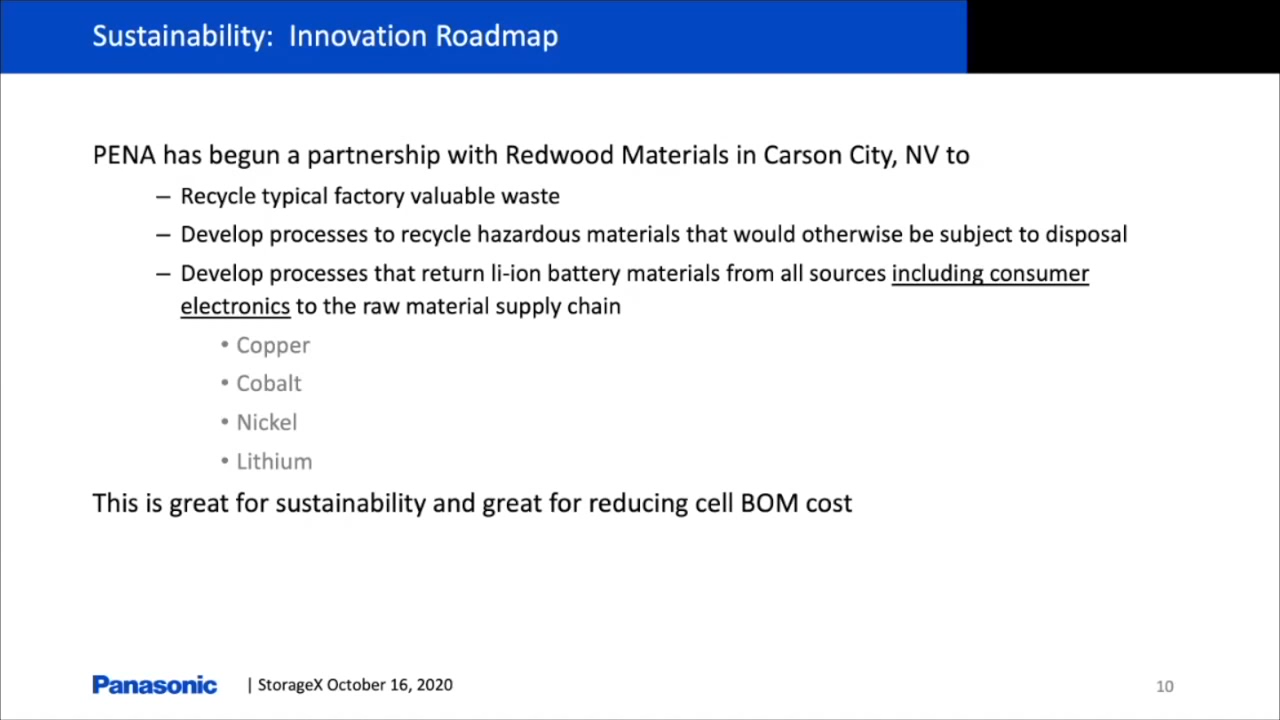 Sustainability: Innovation Roadmap
PENA has begun a partnership with Redwood Materials in Carson City, NV to
– Recycle typical factory valuable waste
– Develop processes to recycle hazardous materials that would otherwise be subject to disposal
– Develop processes that return li-ion battery materials from all sources including consumer
electronics to the raw material supply chain
• Copper
• Cobalt
• Nickel
• Lithium
This is great for sustainability and great for reducing cell BOM cost
Panasonic | StorageX October 16, 2020 10